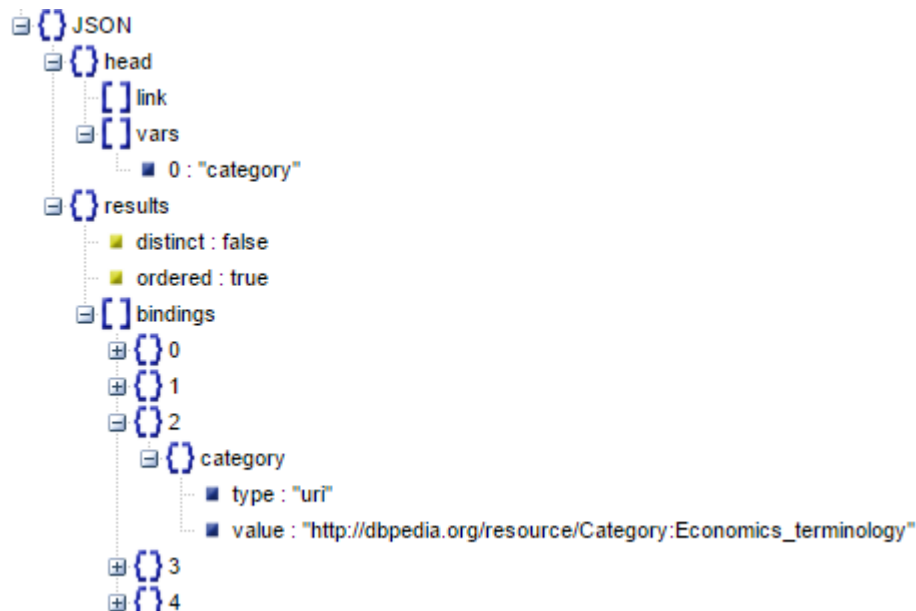 JSON
head
link
vars
0 : "category"
results
distinct : false
ordered : true
bindings
0
1
2
category
type : "uri"
value : "http://dbpedia.org/resource/Category:Economics_terminology"
3
4